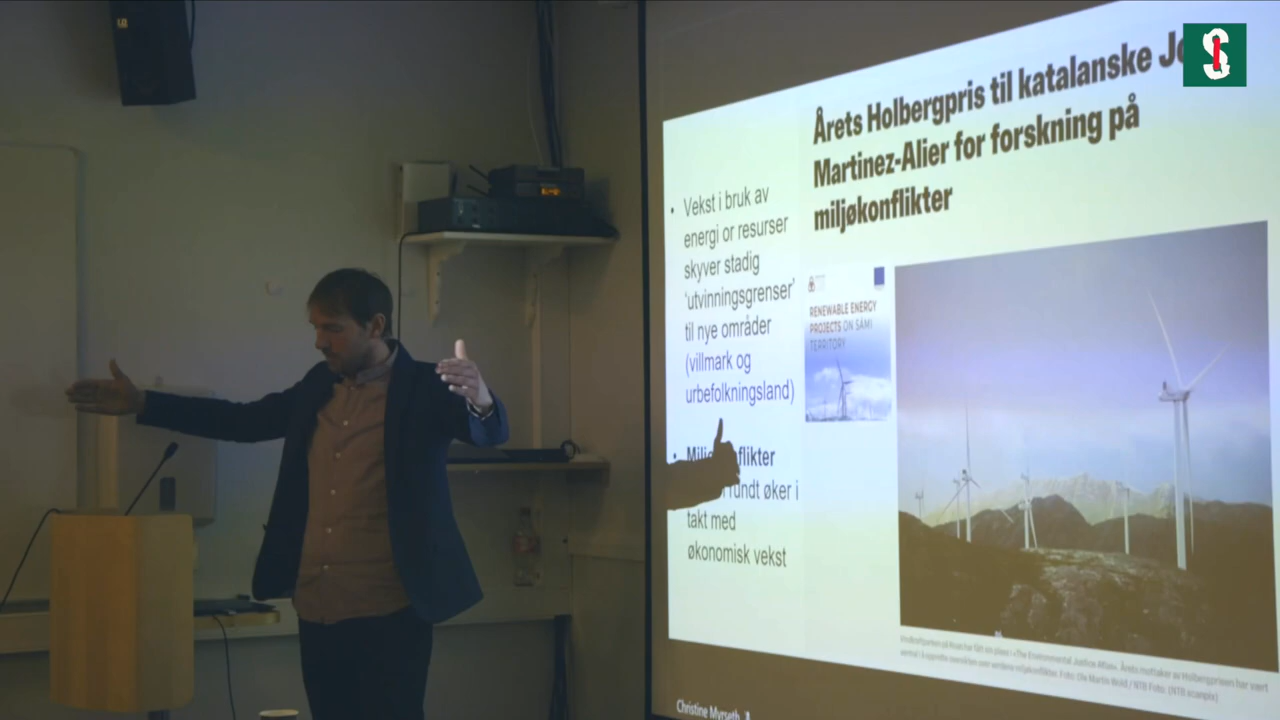 Årets Holbergpris til katalanske
Martinez-Alier for forskning på
miljøkonflikter
• Vekst i bruk av
energi or resurser
skyver stadig
‘utvinningsgrenser’
til nye områder
(villmark og
urbefolkningsland)
• flikter
rundt øker i
takt med
økonomisk vekst
RENEWABLE ENERGY
PROJECTS ON SÁMI
TERRITORY
Christine Myrseth